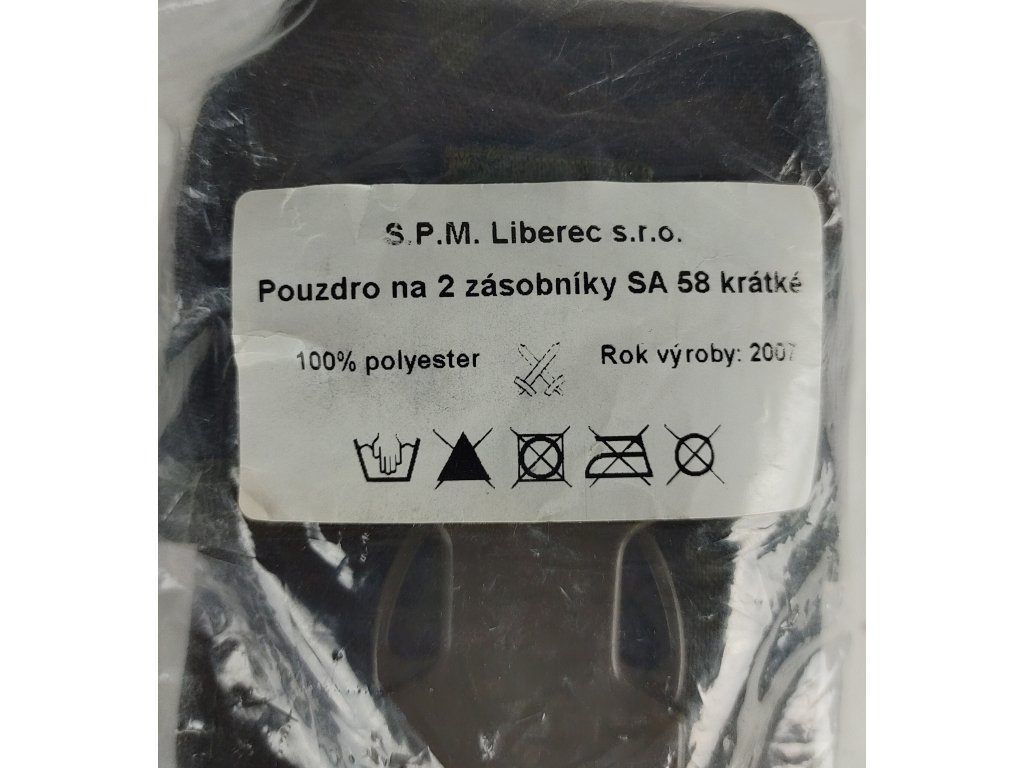 S.P.M. Liberec s.r.o.
Pouzdro na 2 zásobníky SA 58 krátké
100% polyester
Rok výroby: 2007